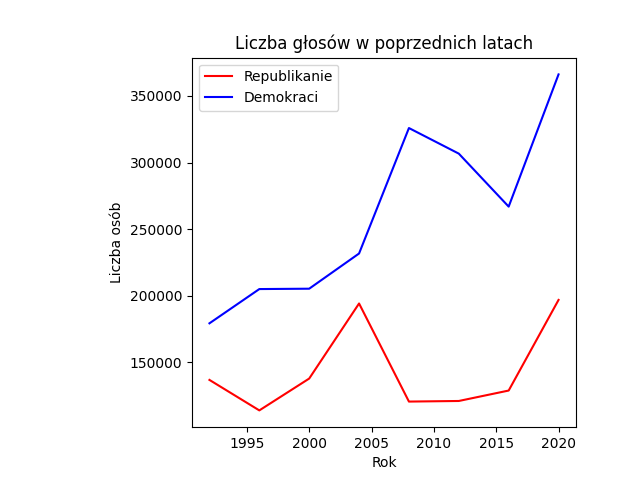 Liczba głosów w poprzednich latach
Republikanie
Demokraci
350000
300000
250000
200000
150000
Liczba osób
1995 2000 2005 2010 2015 2020
Rok